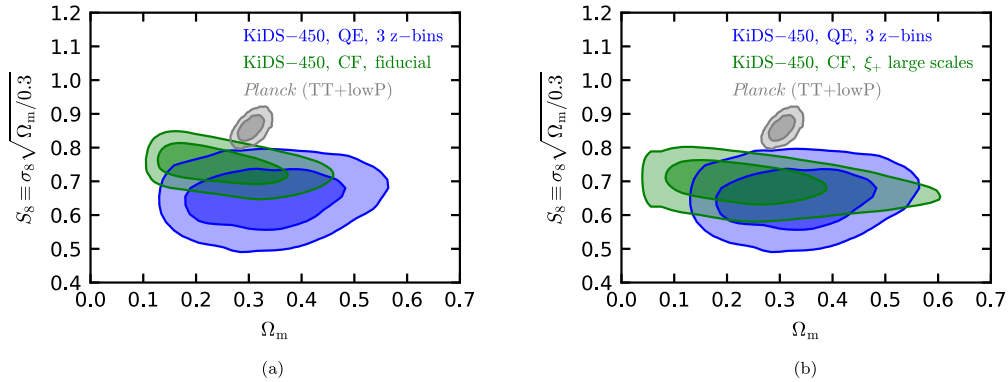 1.2
1.1
1.0
0.9
0.8
0.7
0.6
0.5
0.4
S₈ ≡ σ₈ √Ωₘ/0.3
KiDS−450, QE, 3 z-bins
KiDS−450, CF, fiducial
Planck (TT+lowP)
0.0 0.1 0.2 0.3 0.4 0.5 0.6 0.7
Ωₘ
(a)
1.2
1.1
1.0
0.9
0.8
0.7
0.6
0.5
0.4
S₈ ≡ σ₈ √Ωₘ/0.3
KiDS−450, QE, 3 z-bins
KiDS−450, CF, ξ₊ large scales
Planck (TT+lowP)
0.0 0.1 0.2 0.3 0.4 0.5 0.6 0.7
Ωₘ
(b)